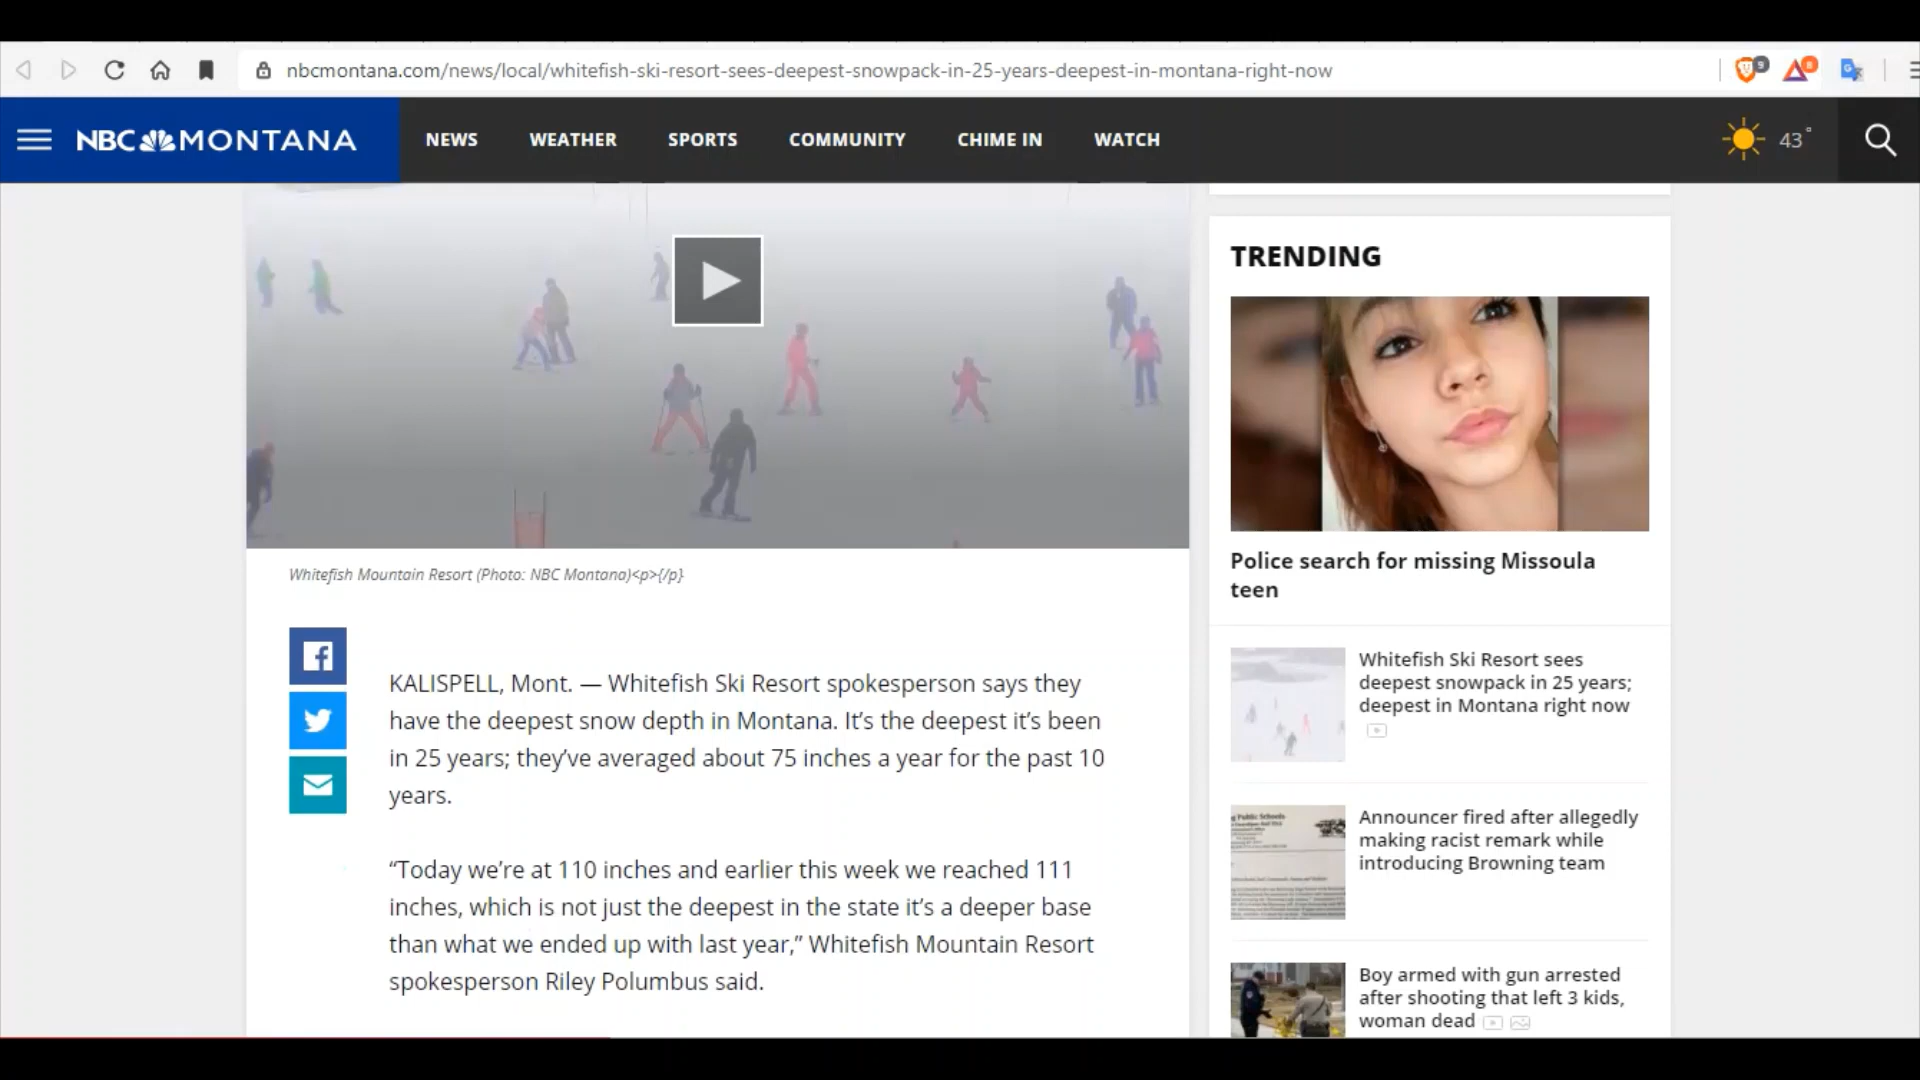 nbcmontana.com/news/local/whitefish-ski-resort-sees-deepest-snowpack-in-25-years-deepest-in-montana-right-now
NBC MONTANA
NEWS WEATHER SPORTS COMMUNITY CHIME IN WATCH
43°
Whitefish Mountain Resort (Photo: NBC Montana)<p>{/p}
KALISPELL, Mont. — Whitefish Ski Resort spokesperson says they
have the deepest snow depth in Montana. It’s the deepest it’s been
in 25 years; they’ve averaged about 75 inches a year for the past 10
years.
“Today we’re at 110 inches and earlier this week we reached 111
inches, which is not just the deepest in the state it’s a deeper base
than what we ended up with last year,” Whitefish Mountain Resort
spokesperson Riley Polumbus said.
TRENDING
Police search for missing Missoula
teen
Whitefish Ski Resort sees
deepest snowpack in 25 years;
deepest in Montana right now
Announcer fired after allegedly
making racist remark while
introducing Browning team
Boy armed with gun arrested
after shooting that left 3 kids,
woman dead